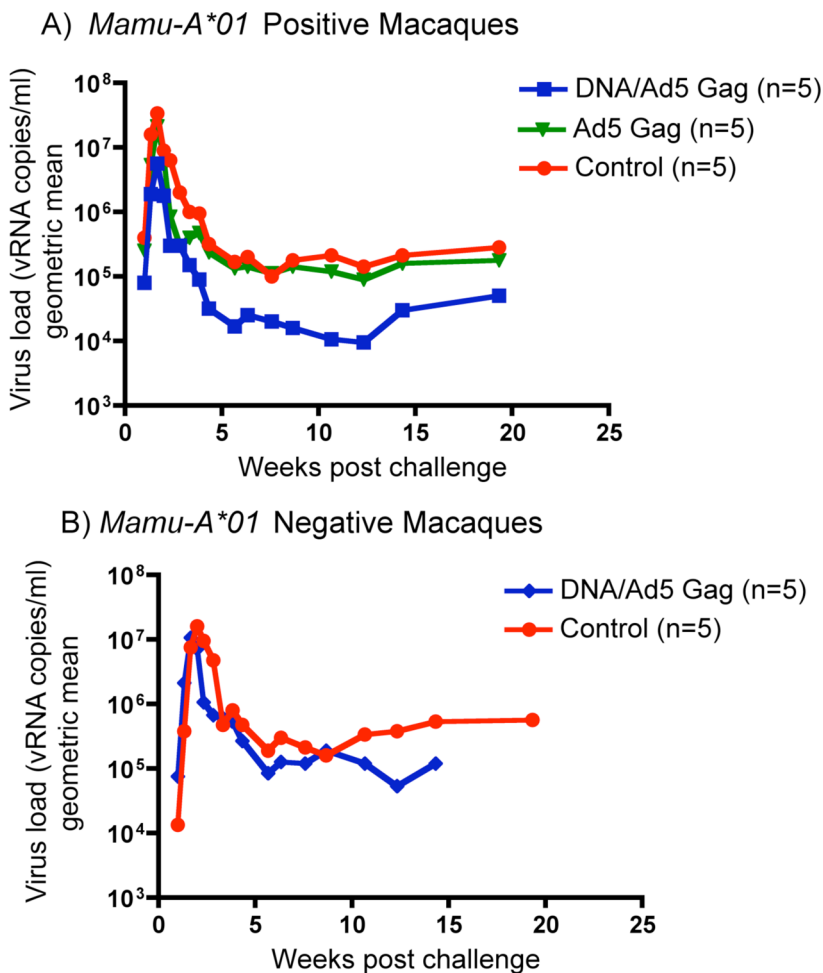 A) Mamu-A*01 Positive Macaques
Virus load (vRNA copies/ml)
geometric mean
10⁸
10⁷
10⁶
10⁵
10⁴
10³
0 5 10 15 20 25
Weeks post challenge
DNA/Ad5 Gag (n=5)
Ad5 Gag (n=5)
Control (n=5)
B) Mamu-A*01 Negative Macaques
Virus load (vRNA copies/ml)
geometric mean
10⁸
10⁷
10⁶
10⁵
10⁴
10³
0 5 10 15 20 25
Weeks post challenge
DNA/Ad5 Gag (n=5)
Control (n=5)